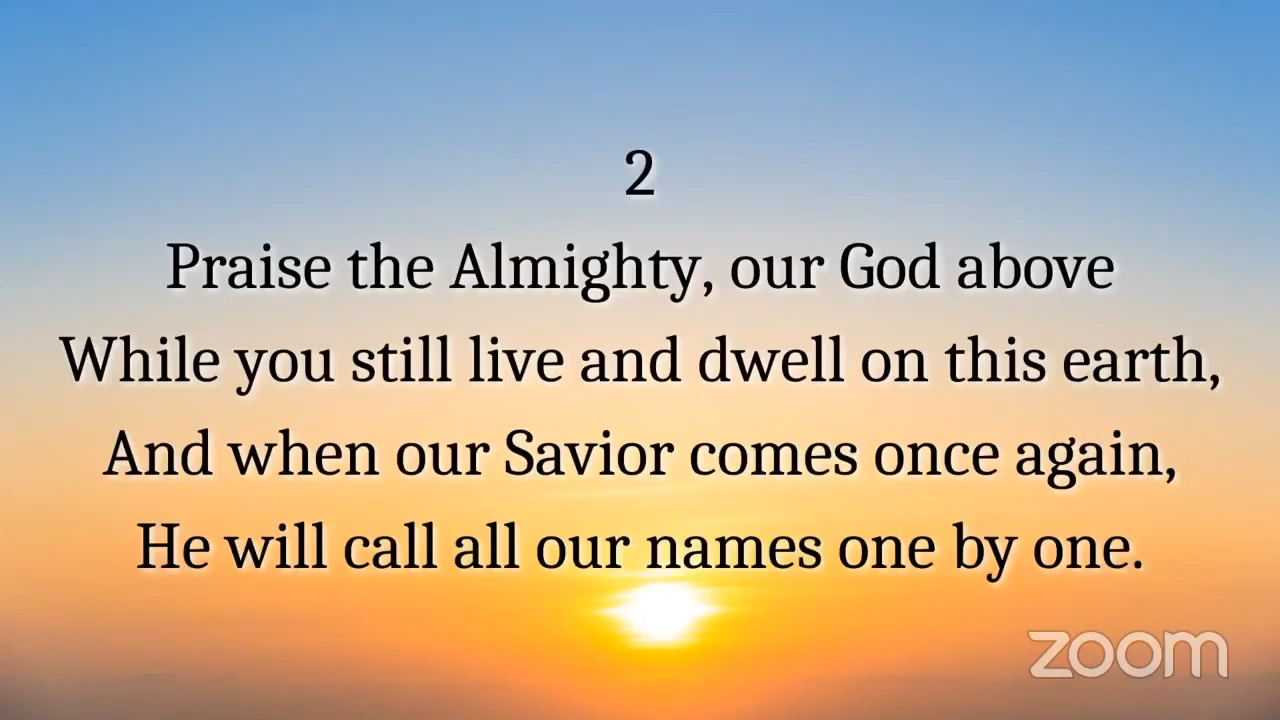 2
Praise the Almighty, our God above
While you still live and dwell on this earth,
And when our Savior comes once again,
He will call all our names one by one.
zoom